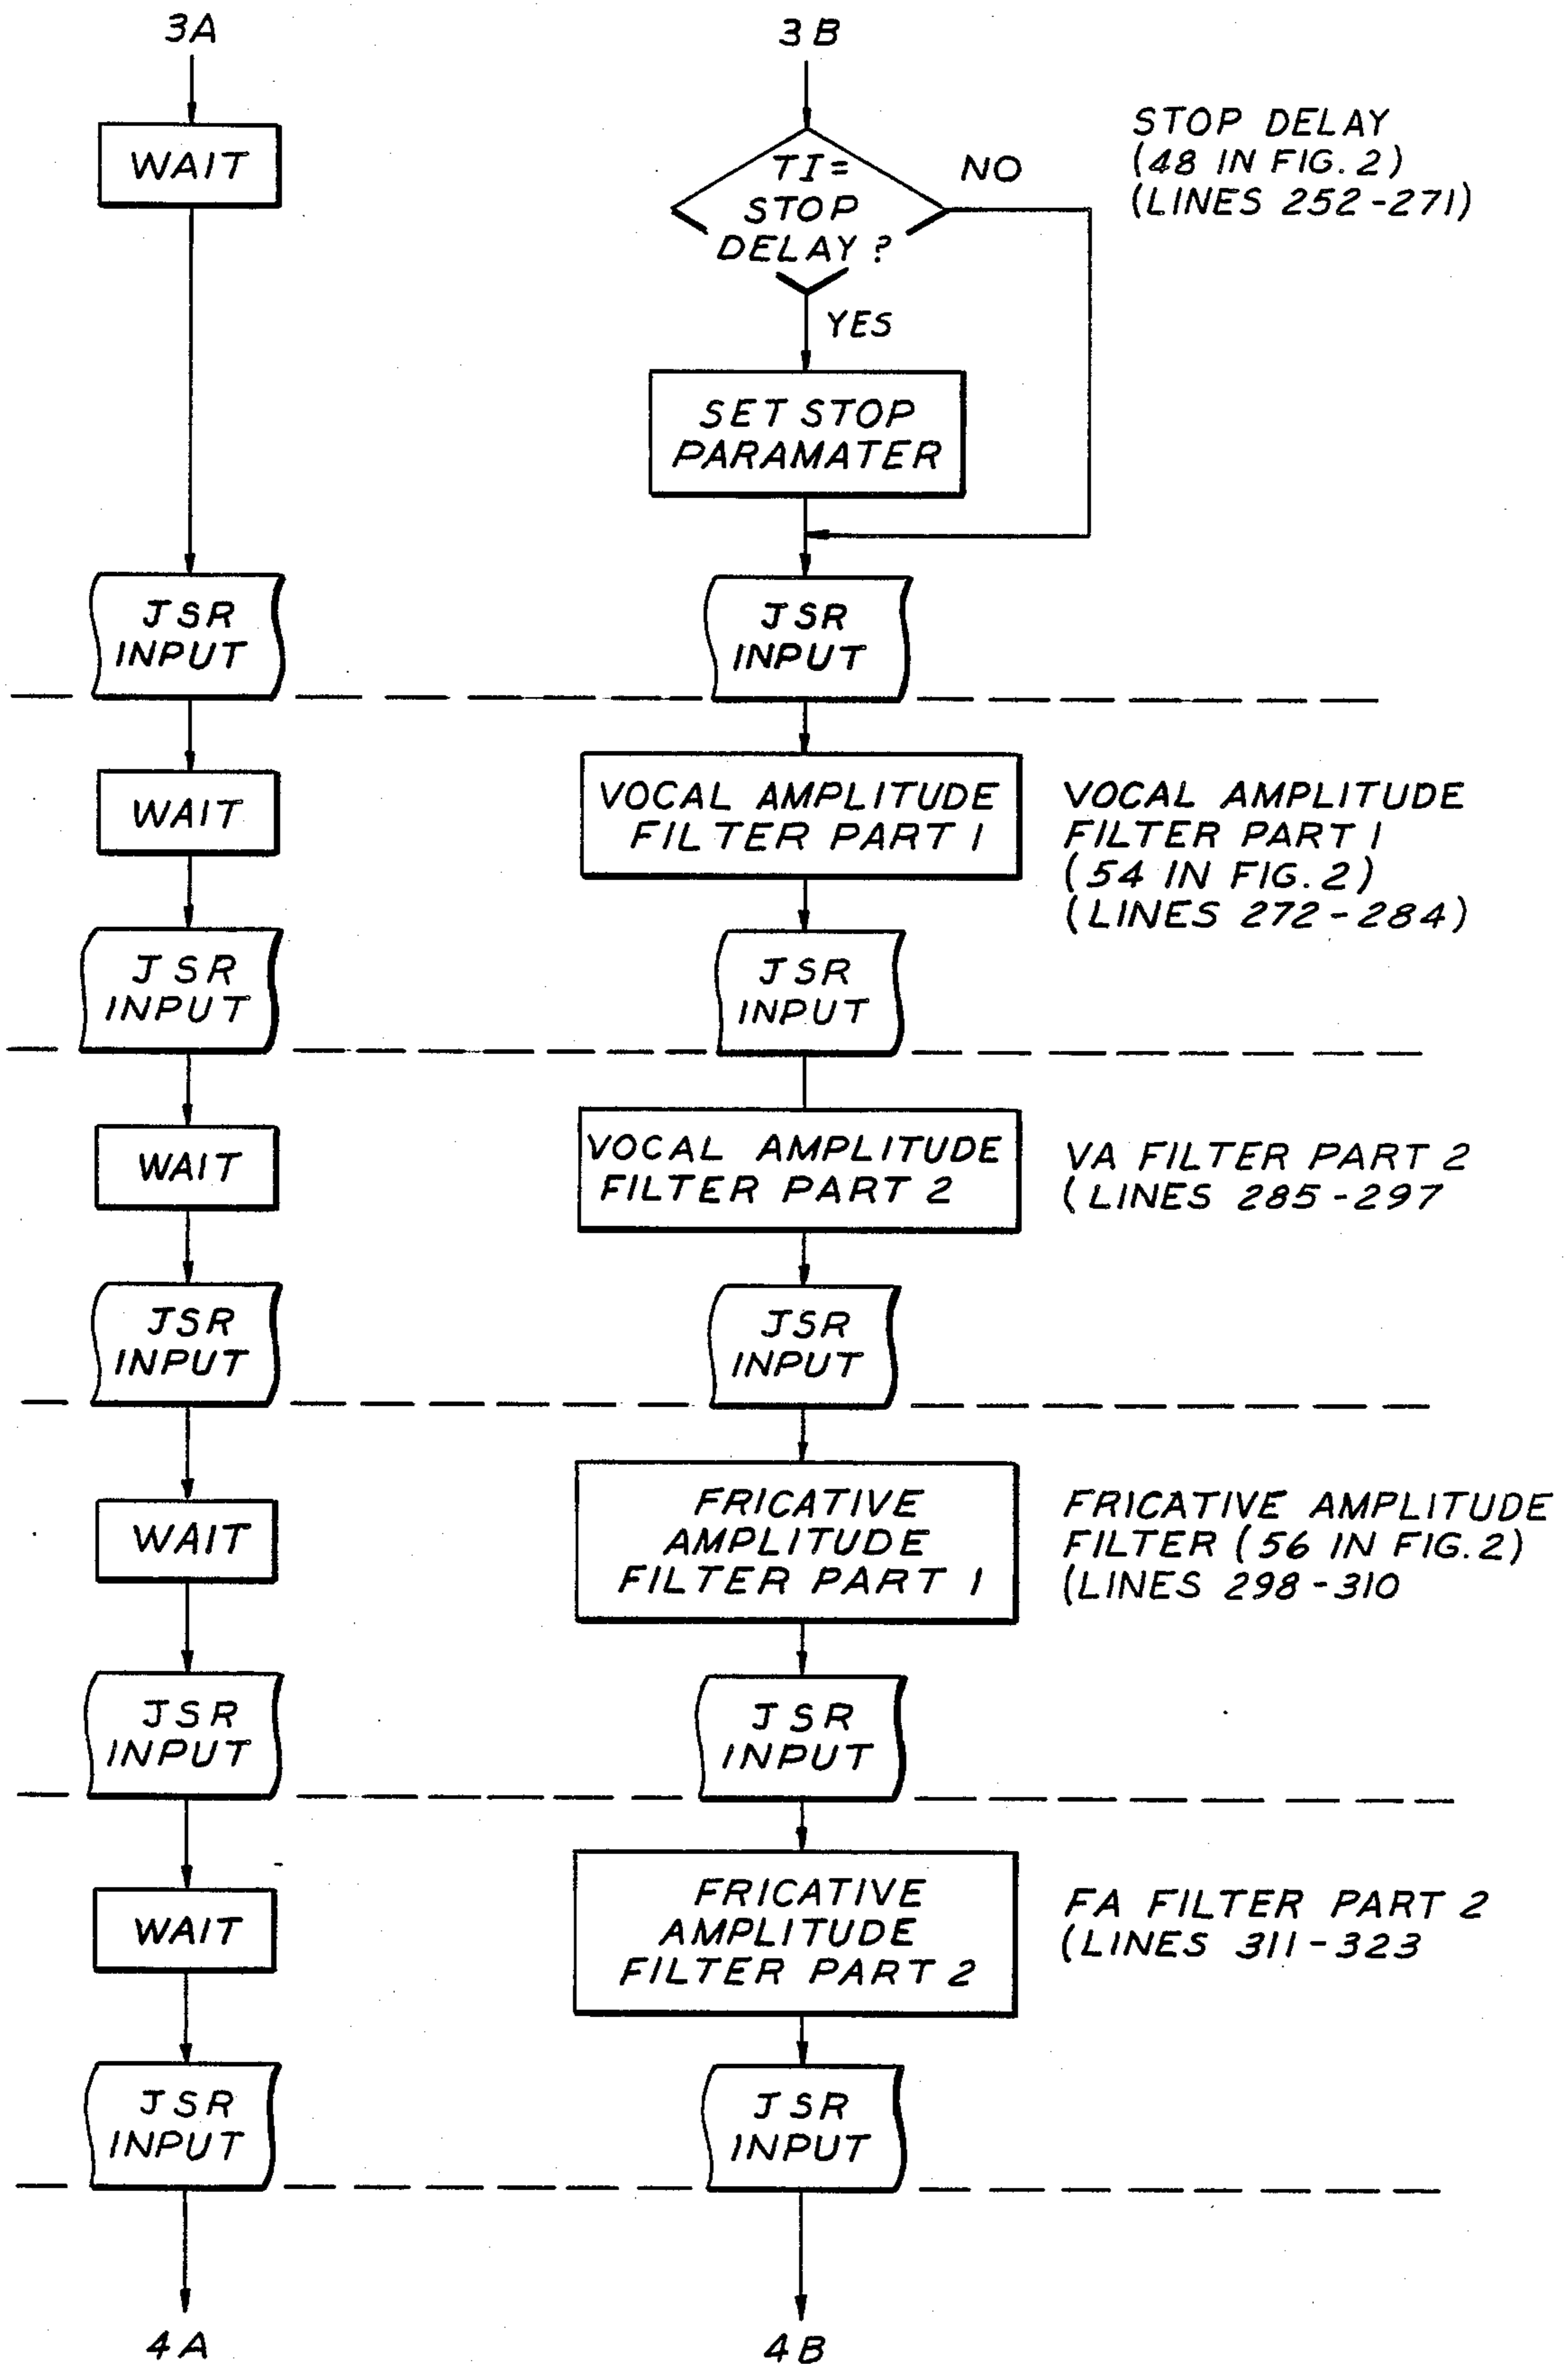 3A
3B
WAIT
TI=
STOP
DELAY ?
NO
YES
STOP DELAY
(48 IN FIG. 2)
(LINES 252-271)
SET STOP
PARAMATER
JSR
INPUT
JSR
INPUT
WAIT
VOCAL AMPLITUDE
FILTER PART 1
VOCAL AMPLITUDE
FILTER PART 1
(54 IN FIG. 2)
(LINES 272-284)
JSR
INPUT
JSR
INPUT
WAIT
VOCAL AMPLITUDE
FILTER PART 2
VA FILTER PART 2
(LINES 285-297
JSR
INPUT
JSR
INPUT
WAIT
FRICATIVE
AMPLITUDE
FILTER PART 1
FRICATIVE AMPLITUDE
FILTER (56 IN FIG. 2)
(LINES 298-310
JSR
INPUT
JSR
INPUT
WAIT
FRICATIVE
AMPLITUDE
FILTER PART 2
FA FILTER PART 2
(LINES 311-323
JSR
INPUT
JSR
INPUT
4A
4B